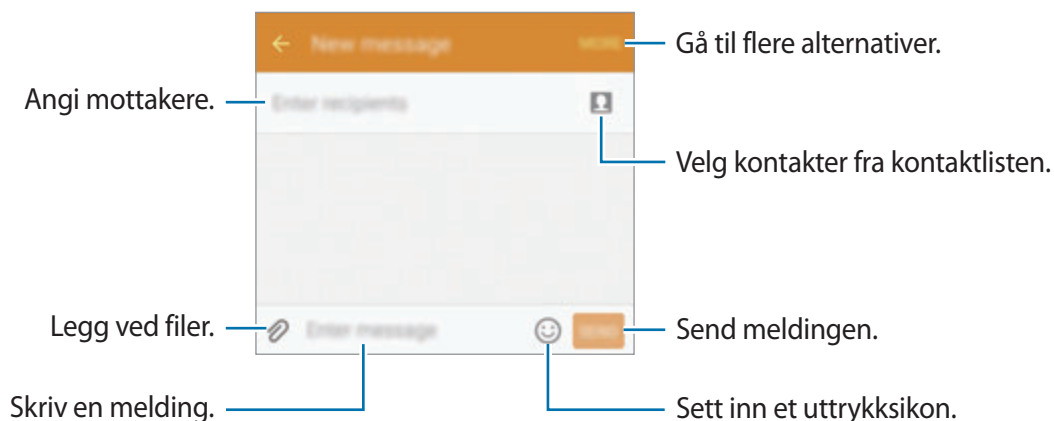 New message
MORE
Gå til flere alternativer.
Angi mottakere.
Enter recipients
Velg kontakter fra kontaktlisten.
Legg ved filer.
Enter message
SEND
Send meldingen.
Skriv en melding.
Sett inn et uttrykksikon.